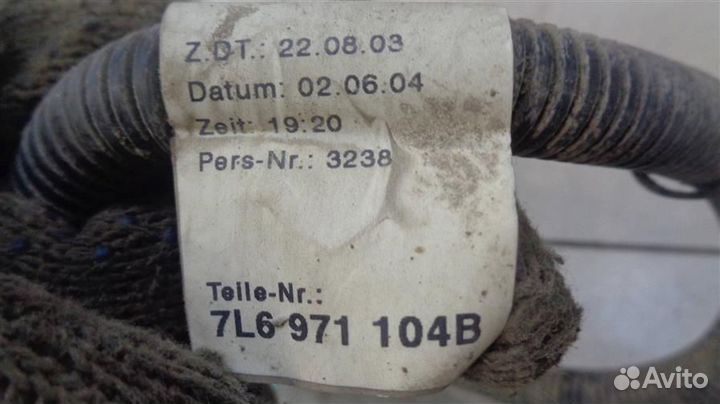 Z.DT.: 22.08.03
Datum: 02.06.04
Zeit: 19:20
Pers-Nr.: 3238
Teile-Nr.:
7L6 971 104B
Avito